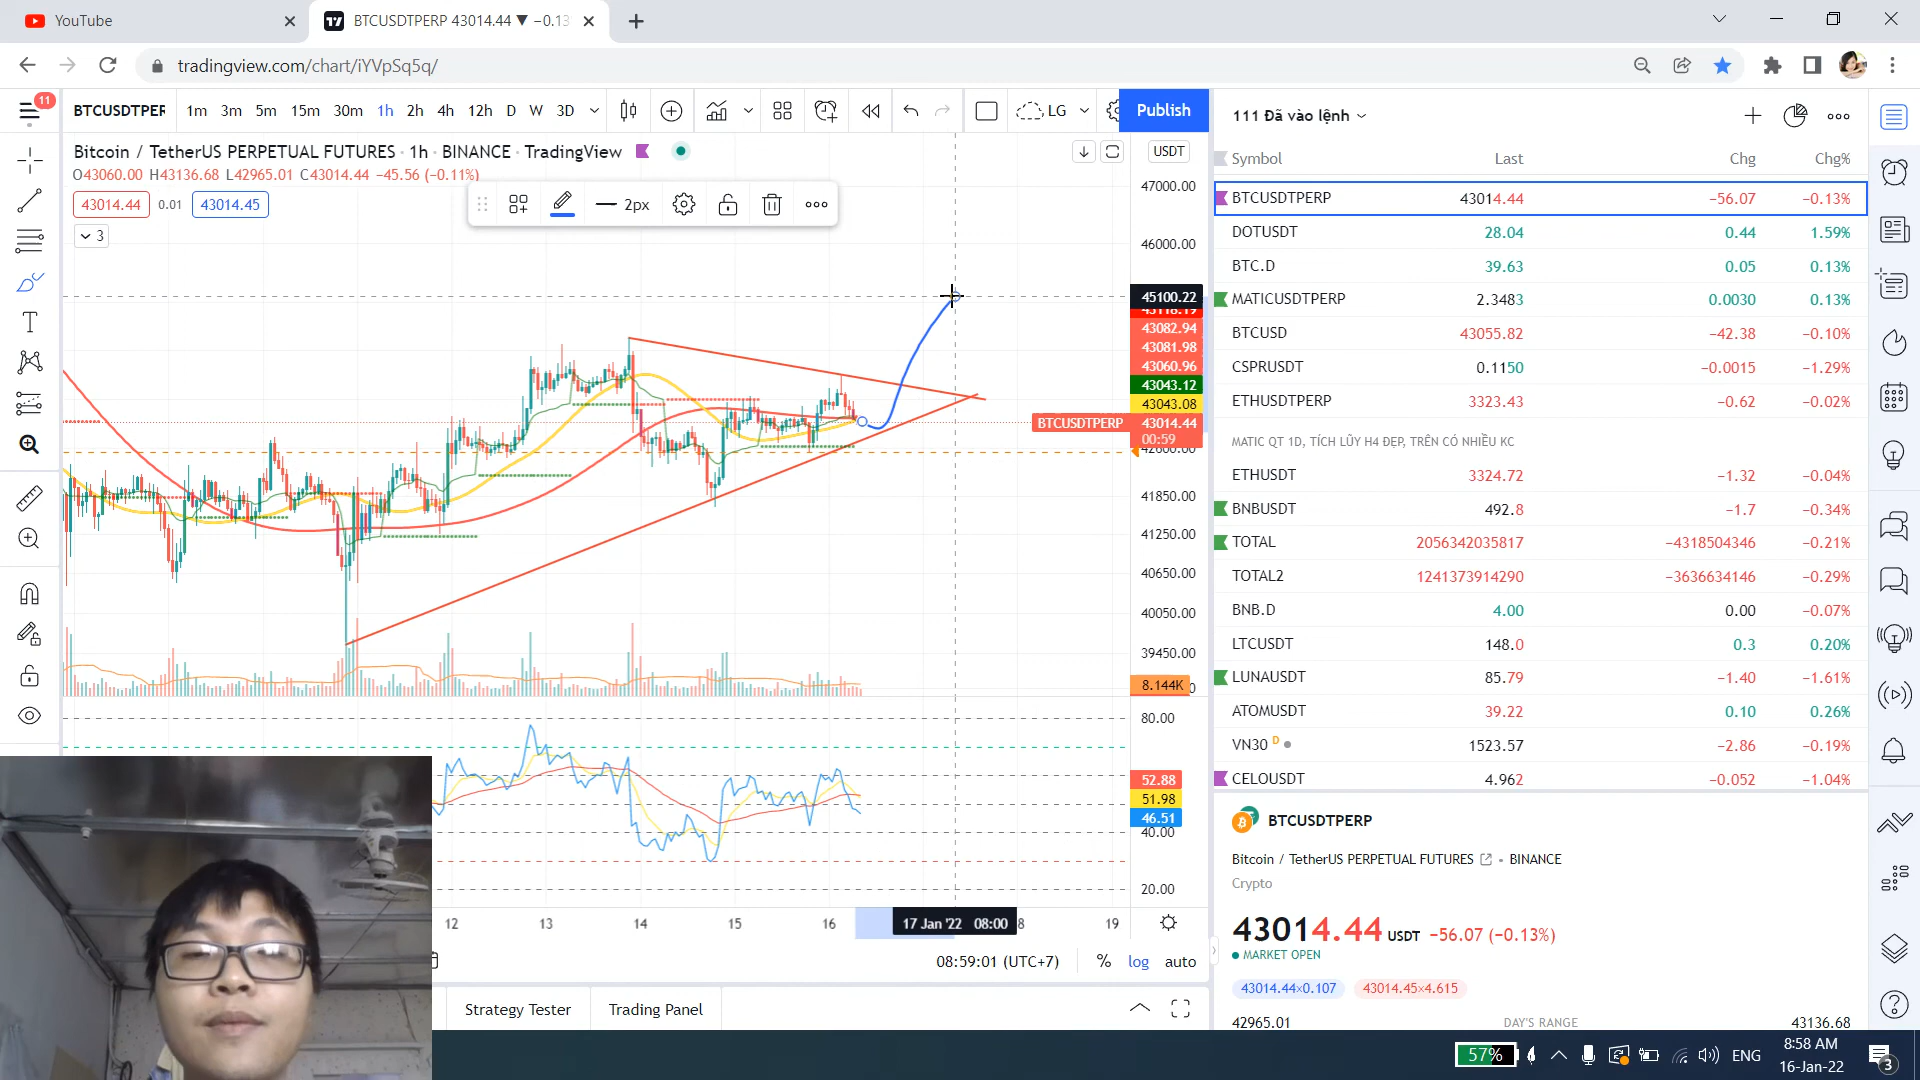 YouTube
BTCUSDTPERP 43014.44 ▼ −0.13
tradingview.com/chart/iYVpSq5q/
11
BTCUSDTPER
1m 3m 5m 15m 30m 1h 2h 4h 12h D W 3D
LG
Publish
Bitcoin / TetherUS PERPETUAL FUTURES · 1h · BINANCE · TradingView
O43060.00 H43136.68 L42965.01 C43014.44 −45.56 (−0.11%)
43014.44 0.01 43014.45
3
2px
USDT
47000.00
46000.00
45100.22
43118.19
43082.94
43081.98
43060.96
43043.12
43043.08
BTCUSDTPERP 43014.44
00:59
42600.00
41850.00
41250.00
40650.00
40050.00
39450.00
8.144K
80.00
52.88
51.98
46.51
40.00
20.00
12 13 14 15 16 17 Jan '22 08:00 8 19
08:59:01 (UTC+7) % log auto
Strategy Tester Trading Panel
111 Đã vào lệnh
Symbol Last Chg Chg%
BTCUSDTPERP 43014.44 −56.07 −0.13%
DOTUSDT 28.04 0.44 1.59%
BTC.D 39.63 0.05 0.13%
MATICUSDTPERP 2.3483 0.0030 0.13%
BTCUSD 43055.82 −42.38 −0.10%
CSPRUSDT 0.1150 −0.0015 −1.29%
ETHUSDTPERP 3323.43 −0.62 −0.02%
MATIC QT 1D, TÍCH LŨY H4 ĐẸP, TRÊN CÓ NHIỀU KC
ETHUSDT 3324.72 −1.32 −0.04%
BNBUSDT 492.8 −1.7 −0.34%
TOTAL 2056342035817 −4318504346 −0.21%
TOTAL2 1241373914290 −3636634146 −0.29%
BNB.D 4.00 0.00 −0.07%
LTCUSDT 148.0 0.3 0.20%
LUNAUSDT 85.79 −1.40 −1.61%
ATOMUSDT 39.22 0.10 0.26%
VN30 D 1523.57 −2.86 −0.19%
CELOUSDT 4.962 −0.052 −1.04%
BTCUSDTPERP
Bitcoin / TetherUS PERPETUAL FUTURES • BINANCE
Crypto
43014.44 USDT −56.07 (−0.13%)
MARKET OPEN
43014.44×0.107 43014.45×4.615
42965.01 DAY'S RANGE 43136.68
57%
ENG
8:58 AM
16-Jan-22
3